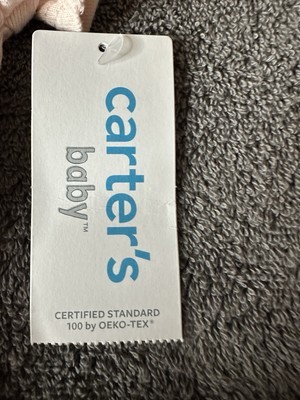 carter's
baby™
CERTIFIED STANDARD
100 by OEKO-TEX®